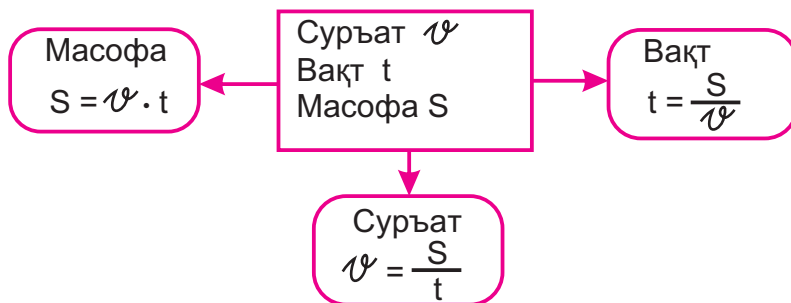 Суръат 𝓋
Вақт t
Масофа S
Масофа
S = 𝓋 · t
Вақт
t = S / 𝓋
Суръат
𝓋 = S / t